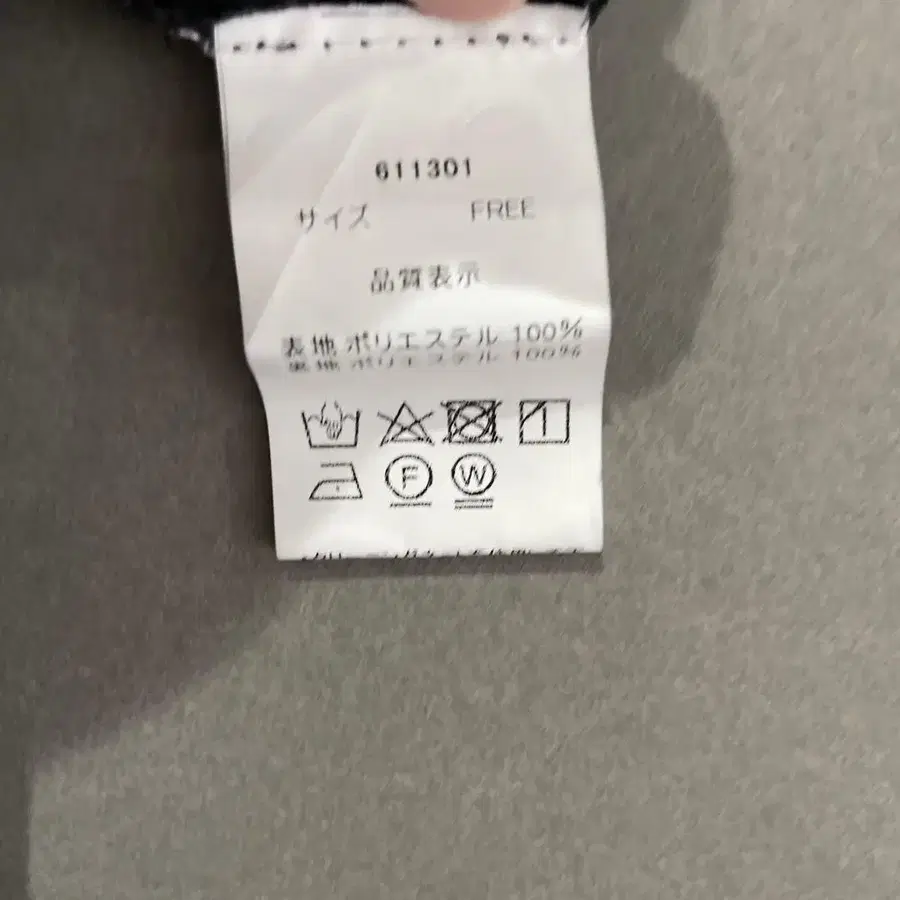 611301
サイズ FREE
品質表示
表地 ポリエステル 100%
裏地 ポリエステル 100%
F W